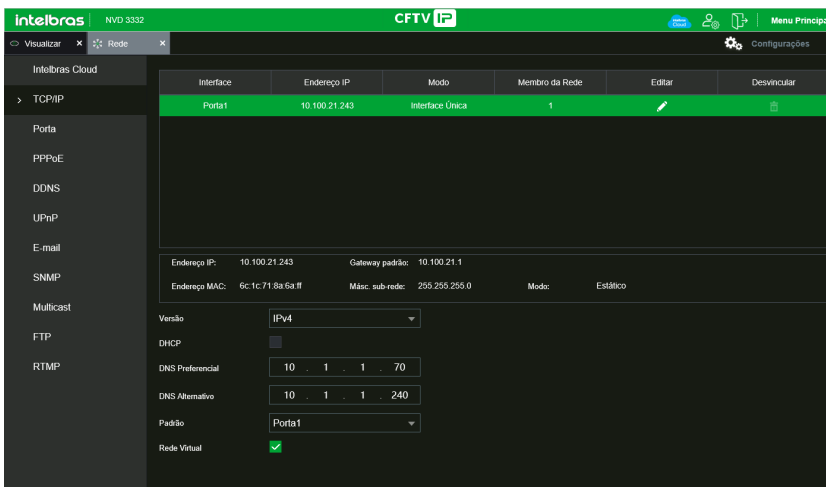 intelbras NVD 3332 CFTV IP Intelbras Cloud Menu Principa
Visualizar × Rede × Configurações
Intelbras Cloud
TCP/IP
Porta
PPPoE
DDNS
UPnP
E-mail
SNMP
Multicast
FTP
RTMP
Interface Endereço IP Modo Membro da Rede Editar Desvincular
Porta1 10.100.21.243 Interface Única 1
Endereço IP: 10.100.21.243 Gateway padrão: 10.100.21.1
Endereço MAC: 6c:1c:71:8a:6a:ff Másc. sub-rede: 255.255.255.0 Modo: Estático
Versão IPv4
DHCP
DNS Preferencial 10 . 1 . 1 . 70
DNS Alternativo 10 . 1 . 1 . 240
Padrão Porta1
Rede Virtual